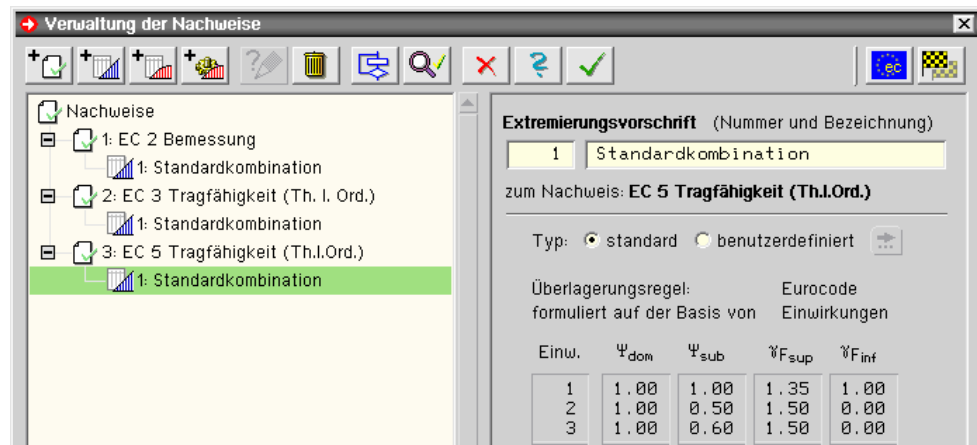 Verwaltung der Nachweise
ec
Nachweise
1: EC 2 Bemessung
1: Standardkombination
2: EC 3 Tragfähigkeit (Th. I. Ord.)
1: Standardkombination
3: EC 5 Tragfähigkeit (Th.I.Ord.)
1: Standardkombination
Extremierungsvorschrift (Nummer und Bezeichnung)
1 Standardkombination
zum Nachweis: EC 5 Tragfähigkeit (Th.I.Ord.)
Typ: standard benutzerdefiniert
Überlagerungsregel: Eurocode
formuliert auf der Basis von Einwirkungen
Einw. Ψdom Ψsub γFsup γFinf
1 1.00 1.00 1.35 1.00
2 1.00 0.50 1.50 0.00
3 1.00 0.60 1.50 0.00